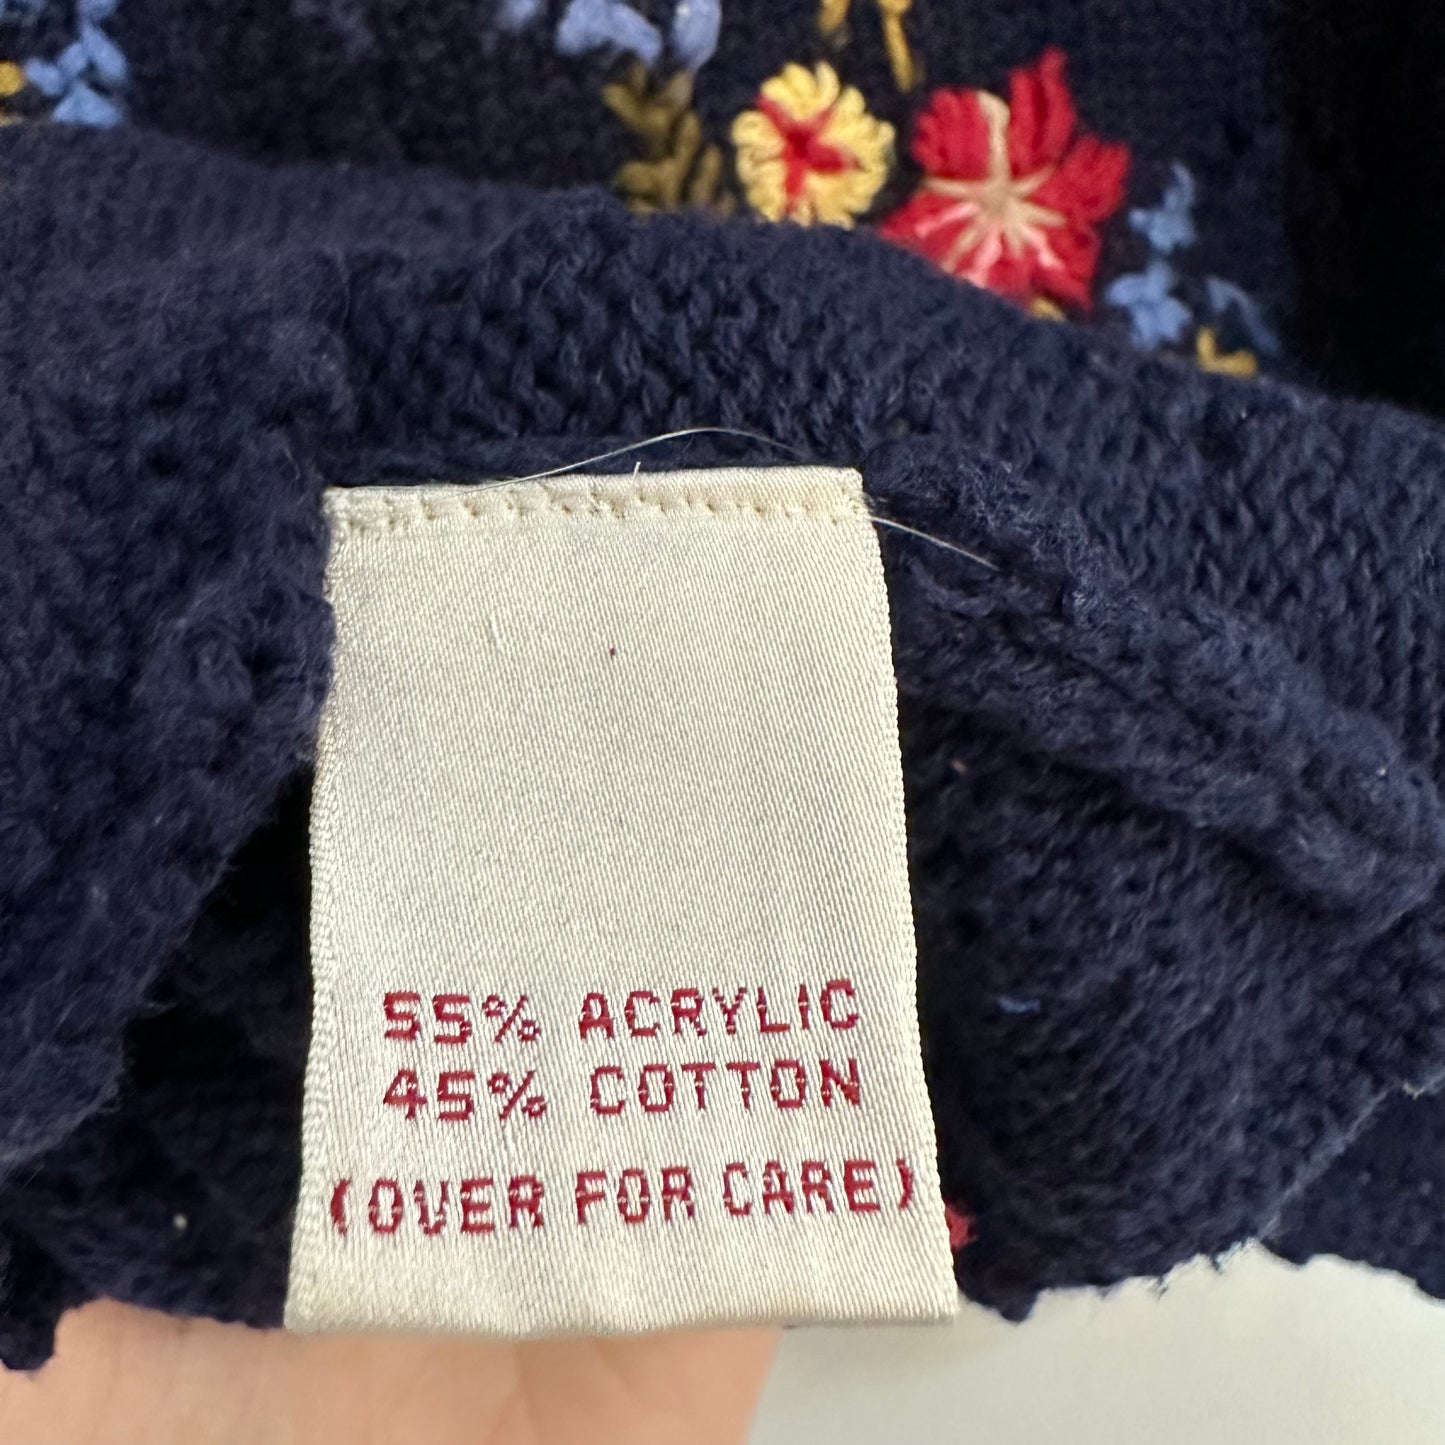 55% ACRYLIC
45% COTTON
(OVER FOR CARE)